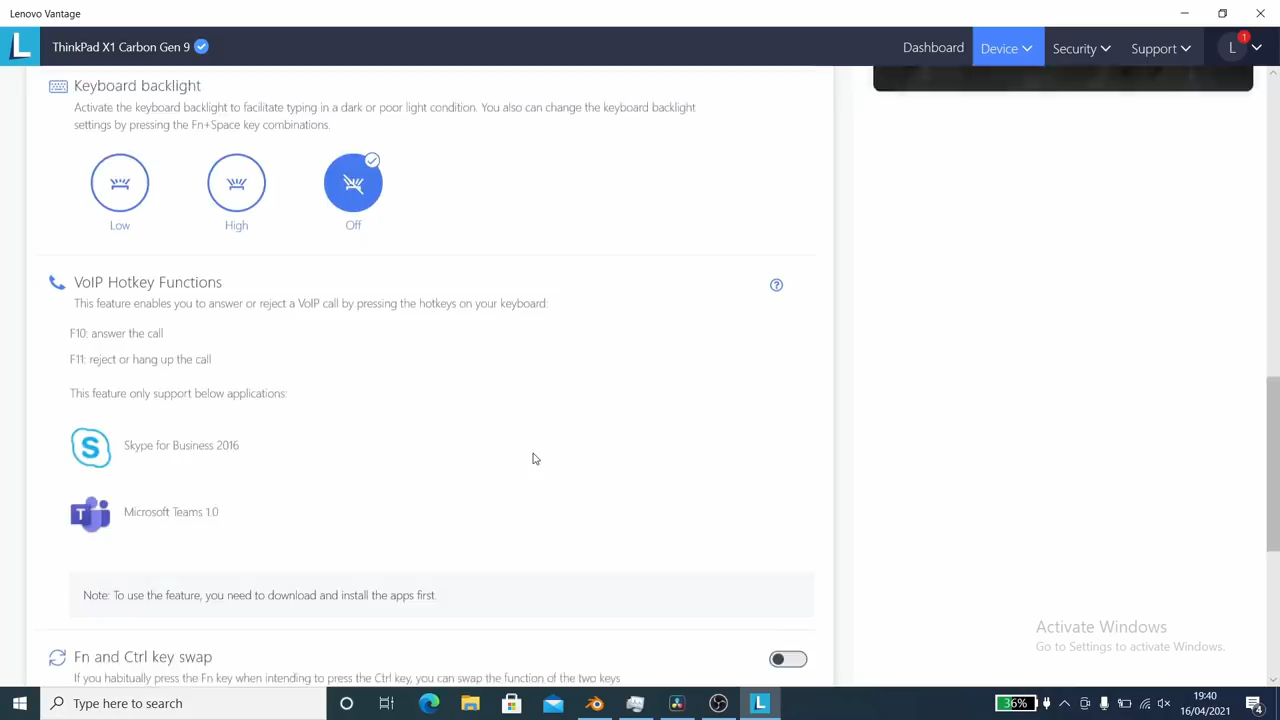 Lenovo Vantage
L
ThinkPad X1 Carbon Gen 9
Dashboard
Device
Security
Support
L
1
Keyboard backlight
Activate the keyboard backlight to facilitate typing in a dark or poor light condition. You also can change the keyboard backlight
settings by pressing the Fn+Space key combinations.
Low
High
Off
VoIP Hotkey Functions
?
This feature enables you to answer or reject a VoIP call by pressing the hotkeys on your keyboard:
F10: answer the call
F11: reject or hang up the call
This feature only support below applications:
S
Skype for Business 2016
T
Microsoft Teams 1.0
Note: To use the feature, you need to download and install the apps first.
Fn and Ctrl key swap
If you habitually press the Fn key when intending to press the Ctrl key, you can swap the function of the two keys
Activate Windows
Go to Settings to activate Windows.
Type here to search
L
36%
19:40
16/04/2021
4